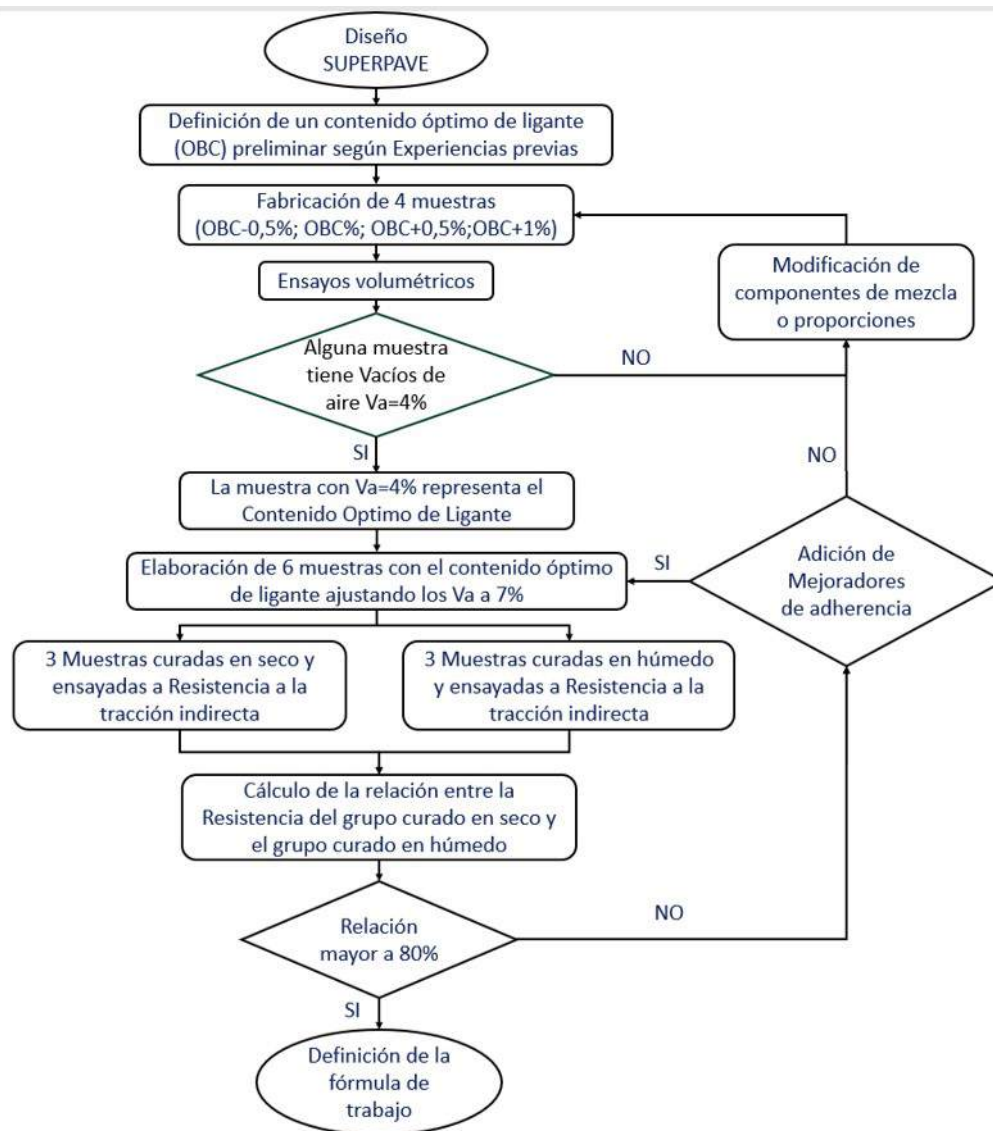 Diseño
SUPERPAVE
Definición de un contenido óptimo de ligante
(OBC) preliminar según Experiencias previas
Fabricación de 4 muestras
(OBC-0,5%; OBC%; OBC+0,5%;OBC+1%)
Ensayos volumétricos
Modificación de
componentes de mezcla
o proporciones
Alguna muestra
tiene Vacíos de
aire Va=4%
NO
SI
NO
La muestra con Va=4% representa el
Contenido Optimo de Ligante
Elaboración de 6 muestras con el contenido óptimo
de ligante ajustando los Va a 7%
SI
Adición de
Mejoradores
de adherencia
3 Muestras curadas en seco y
ensayadas a Resistencia a la
tracción indirecta
3 Muestras curadas en húmedo
y ensayadas a Resistencia a la
tracción indirecta
Cálculo de la relación entre la
Resistencia del grupo curado en seco y
el grupo curado en húmedo
Relación
mayor a 80%
NO
SI
Definición de la
fórmula de
trabajo